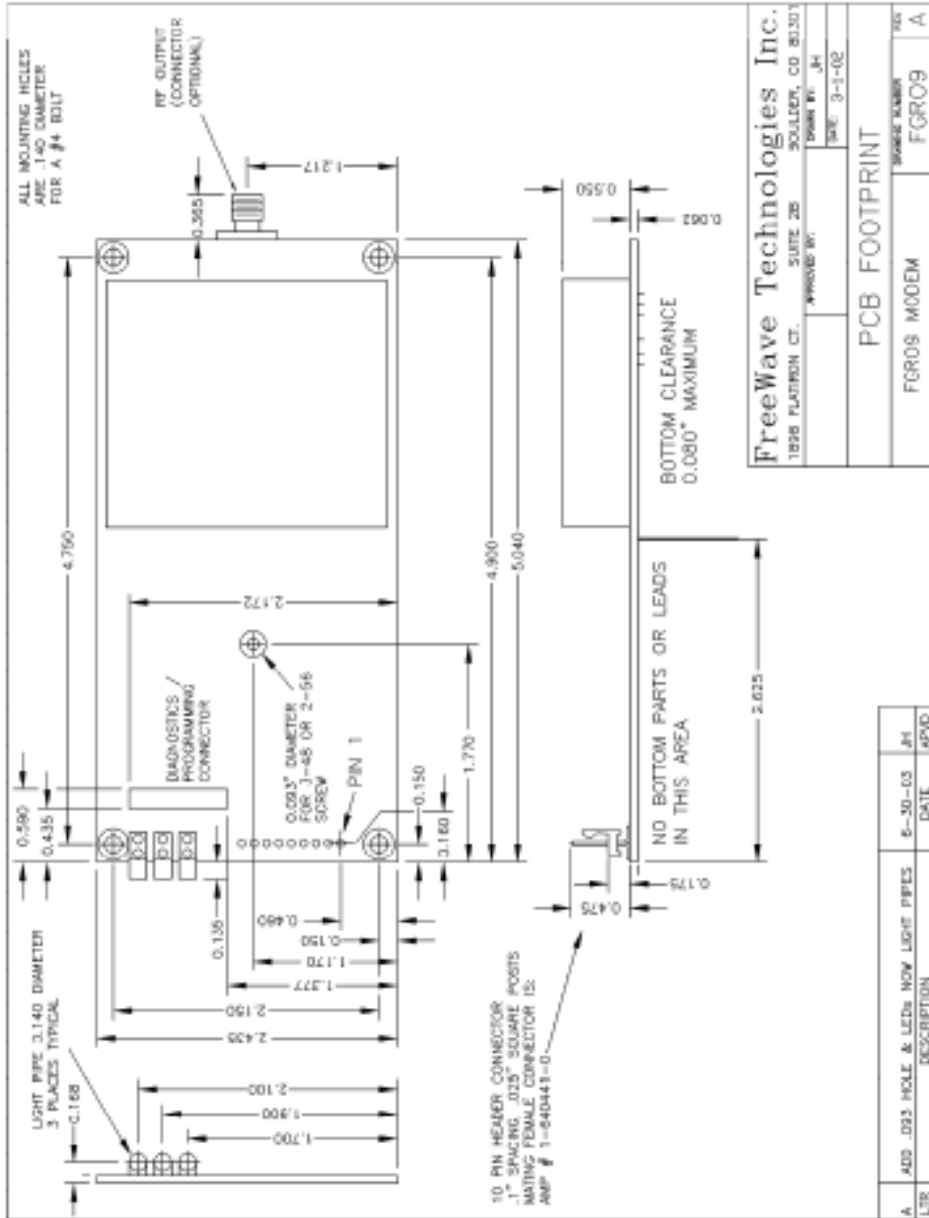 ALL MOUNTING HOLES
ARE .140 DIAMETER
FOR A #4 BOLT
RF OUTPUT
(CONNECTOR
OPTIONAL)
0.365
1.217
4.750
2.172
4.900
5.040
1.770
0.590
0.435
DIAGNOSTICS
PROGRAMMING
CONNECTOR
0.093" DIAMETER
SCREW
PIN 1
0.150
0.160
0.135
0.460
0.150
1.170
1.377
2.150
2.435
LIGHT PIPE 0.140 DIAMETER
3 PLACES TYPICAL
0.168
2.100
1.900
1.700
0.550
0.062
BOTTOM CLEARANCE
0.080" MAXIMUM
NO BOTTOM PARTS OR LEADS
IN THIS AREA
2.625
0.175
0.475
10 PIN HEADER CONNECTOR
.1" SPACING, .025" SQUARE POSTS
MATING FEMALE CONNECTOR IS:
AMP # 1-640441-0
FreeWave Technologies Inc.
1898 FLATIRON CT. SUITE 2B BOULDER, CO 80301
APPROVED BY:
DRAWN BY: JH
DATE: 3-1-02
PCB FOOTPRINT
FGR09 MODEM
DRAWING NUMBER
FGR09
REV
A
A ADD .093 HOLE & LEDs NOW LIGHT PIPES 6-30-03 JH
LTR DESCRIPTION DATE APVD